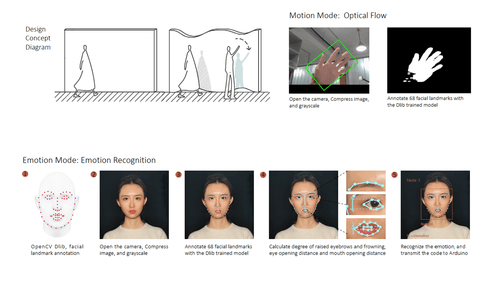 Design
Concept
Diagram
Motion Mode: Optical Flow
Open the camera, Compress image,
and grayscale
Annotate 68 facial landmarks with
the Dlib trained model
Emotion Mode: Emotion Recognition
1
2
3
4
5
OpenCV Dlib, facial
landmark annotation
Open the camera, Compress
image, and grayscale
Annotate 68 facial landmarks
with the Dlib trained model
Calculate degree of raised eyebrows and frowning,
eye opening distance and mouth opening distance
Recognize the emotion, and
transmit the code to Arduino